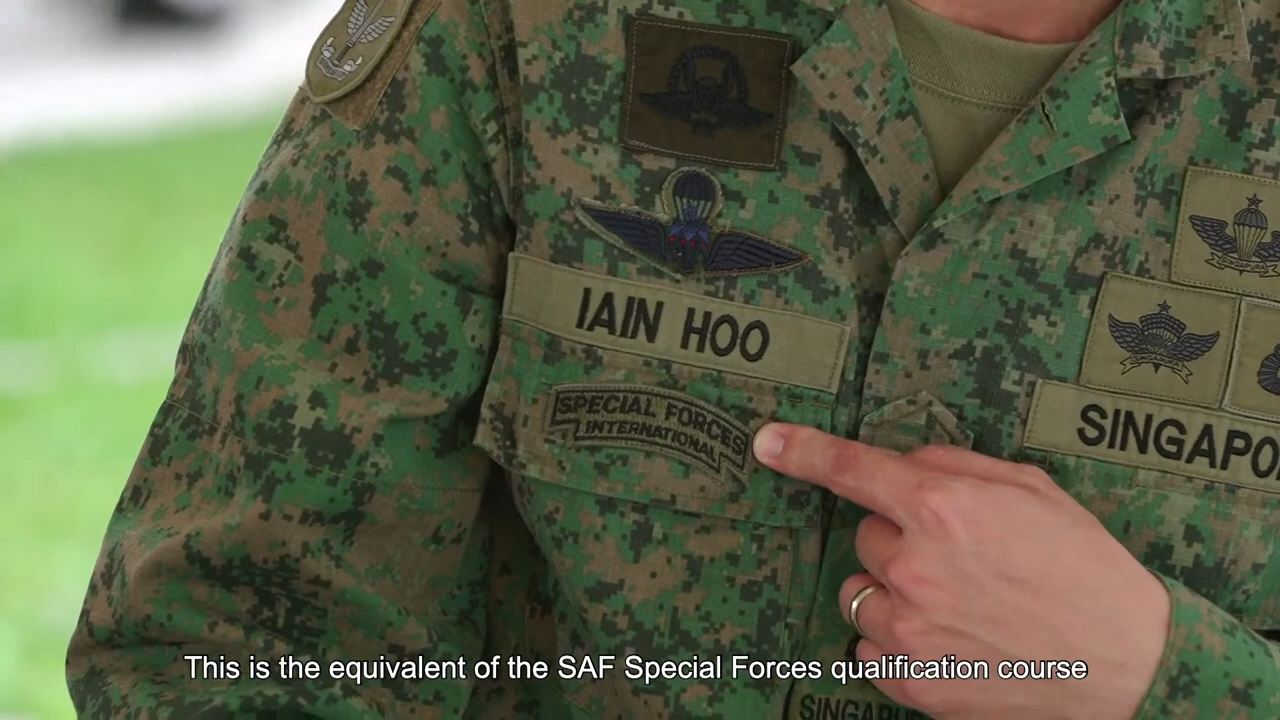 IAIN HOO
SPECIAL FORCES
INTERNATIONAL
SINGAPO
This is the equivalent of the SAF Special Forces qualification course